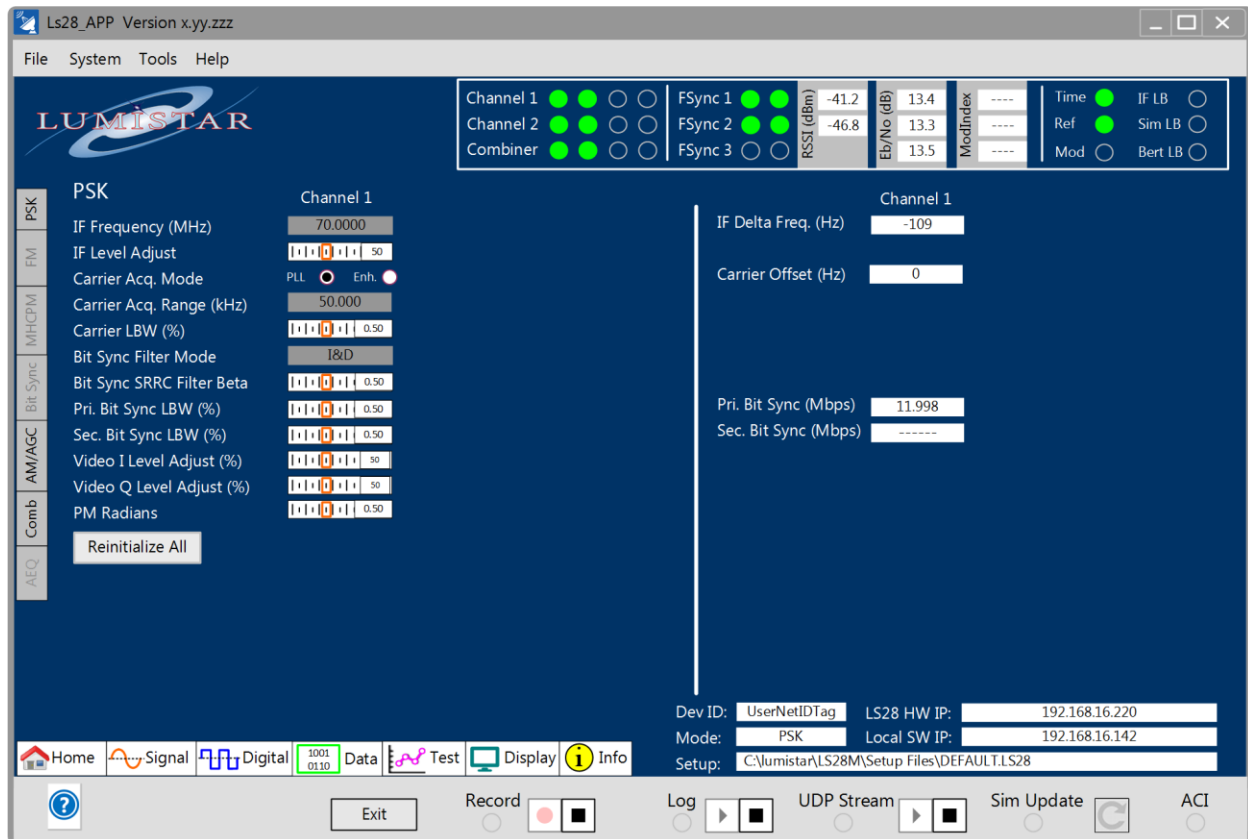 Ls28_APP Version x.yy.zzz
File System Tools Help
LUMISTAR
Channel 1
Channel 2
Combiner
FSync 1
FSync 2
FSync 3
RSSI (dBm)
-41.2
-46.8
Eb/No (dB)
13.4
13.3
13.5
ModIndex
----
----
----
Time
Ref
Mod
IF LB
Sim LB
Bert LB
PSK
FM
MHCPM
Bit Sync
AM/AGC
Comb
AEQ
PSK
Channel 1
IF Frequency (MHz) 70.0000
IF Level Adjust 50
Carrier Acq. Mode PLL Enh.
Carrier Acq. Range (kHz) 50.000
Carrier LBW (%) 0.50
Bit Sync Filter Mode I&D
Bit Sync SRRC Filter Beta 0.50
Pri. Bit Sync LBW (%) 0.50
Sec. Bit Sync LBW (%) 0.50
Video I Level Adjust (%) 50
Video Q Level Adjust (%) 50
PM Radians 0.50
Reinitialize All
Channel 1
IF Delta Freq. (Hz) -109
Carrier Offset (Hz) 0
Pri. Bit Sync (Mbps) 11.998
Sec. Bit Sync (Mbps) ------
Dev ID: UserNetIDTag LS28 HW IP: 192.168.16.220
Mode: PSK Local SW IP: 192.168.16.142
Setup: C:\lumistar\LS28M\Setup Files\DEFAULT.LS28
Home Signal Digital 1001 0110 Data Test Display i Info
? Exit Record Log UDP Stream Sim Update ACI